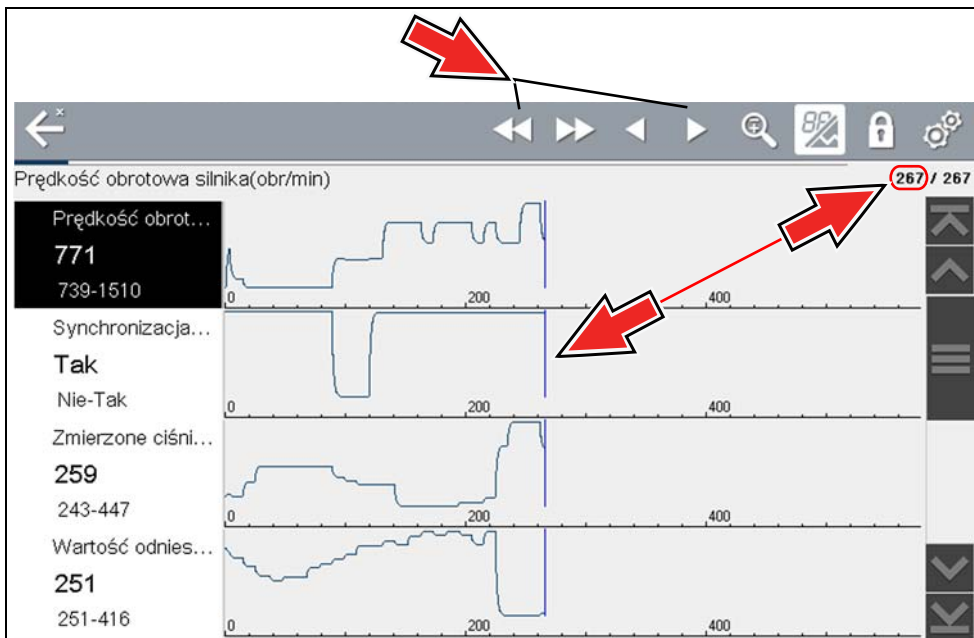 Prędkość obrotowa silnika(obr/min)
267 / 267
Prędkość obrot...
771
739-1510
0 200 400
Synchronizacja...
Tak
Nie-Tak
0 200 400
Zmierzone ciśni...
259
243-447
0 200 400
Wartość odnies...
251
251-416
0 200 400